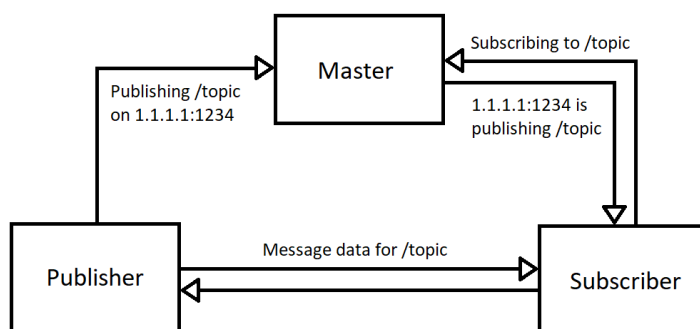 Master
Subscribing to /topic
Publishing /topic
on 1.1.1.1:1234
1.1.1.1:1234 is
publishing /topic
Message data for /topic
Publisher
Subscriber